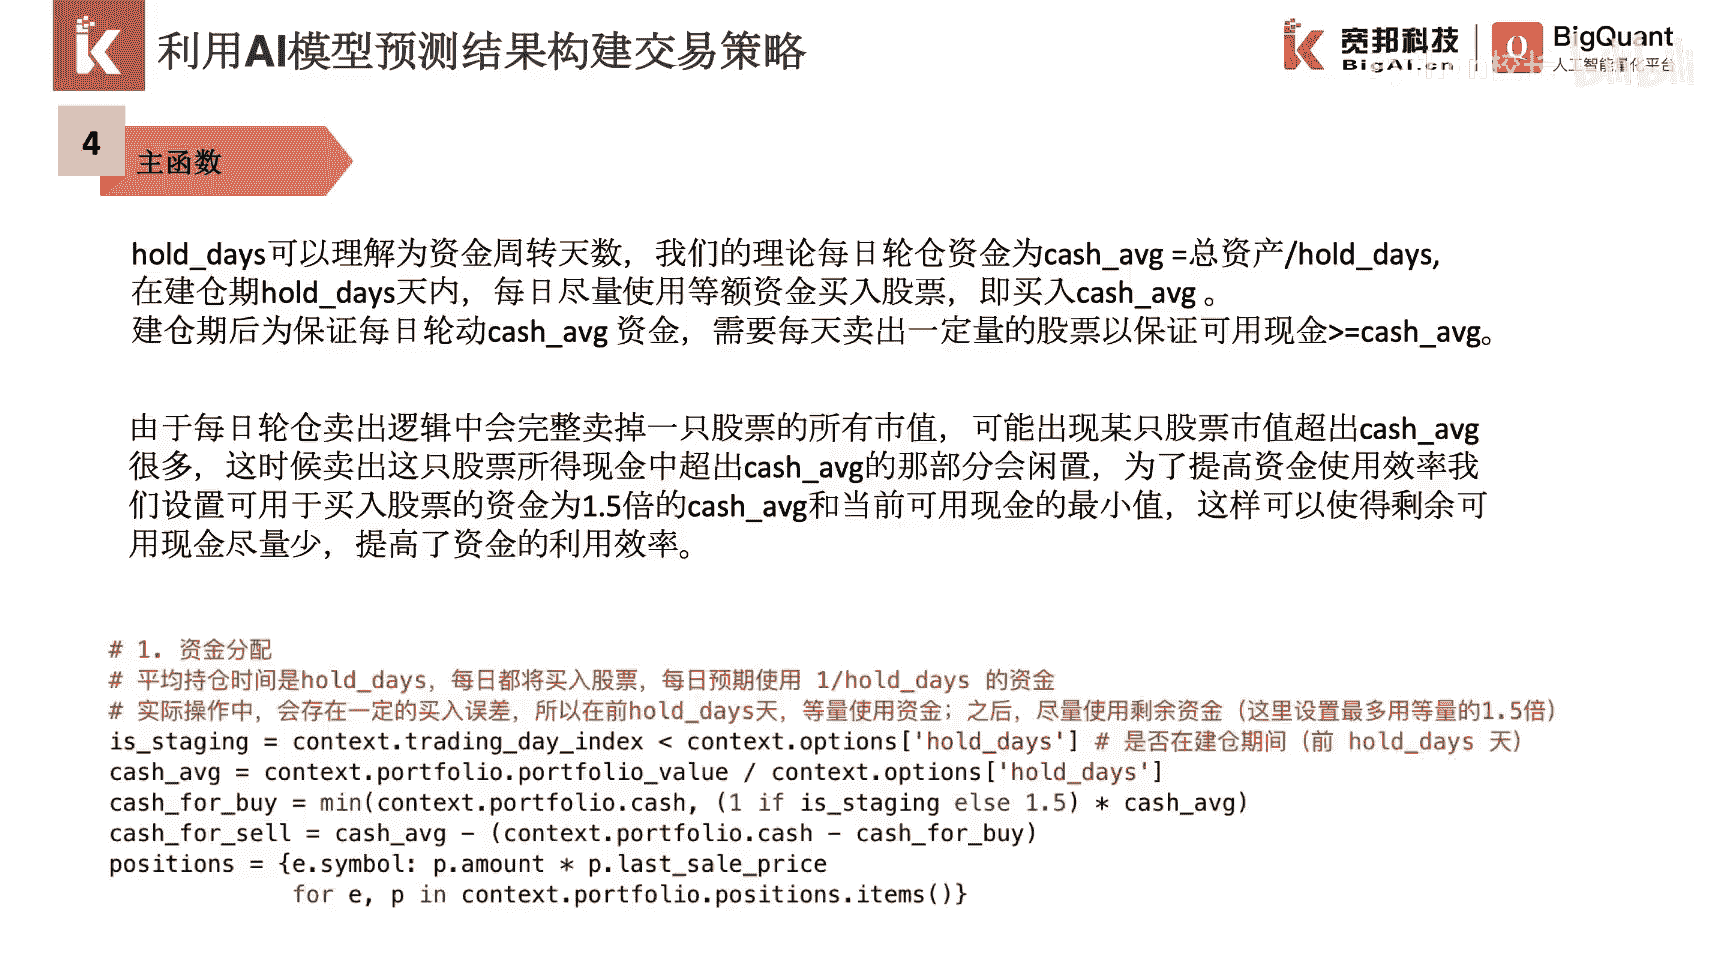 利用AI模型预测结果构建交易策略
宽邦科技
BigAI.cn
BigQuant
人工智能量化平台
4
主函数
hold_days可以理解为资金周转天数，我们的理论每日轮仓资金为cash_avg =总资产/hold_days,
在建仓期hold_days天内，每日尽量使用等额资金买入股票，即买入cash_avg 。
建仓期后为保证每日轮动cash_avg 资金，需要每天卖出一定量的股票以保证可用现金>=cash_avg。
由于每日轮仓卖出逻辑中会完整卖掉一只股票的所有市值，可能出现某只股票市值超出cash_avg
很多，这时候卖出这只股票所得现金中超出cash_avg的那部分会闲置，为了提高资金使用效率我
们设置可用于买入股票的资金为1.5倍的cash_avg和当前可用现金的最小值，这样可以使得剩余可
用现金尽量少，提高了资金的利用效率。
# 1. 资金分配
# 平均持仓时间是hold_days，每日都将买入股票，每日预期使用 1/hold_days 的资金
# 实际操作中，会存在一定的买入误差，所以在前hold_days天，等量使用资金；之后，尽量使用剩余资金（这里设置最多用等量的1.5倍）
is_staging = context.trading_day_index < context.options['hold_days'] # 是否在建仓期间（前 hold_days 天）
cash_avg = context.portfolio.portfolio_value / context.options['hold_days']
cash_for_buy = min(context.portfolio.cash, (1 if is_staging else 1.5) * cash_avg)
cash_for_sell = cash_avg - (context.portfolio.cash - cash_for_buy)
positions = {e.symbol: p.amount * p.last_sale_price
for e, p in context.portfolio.positions.items()}